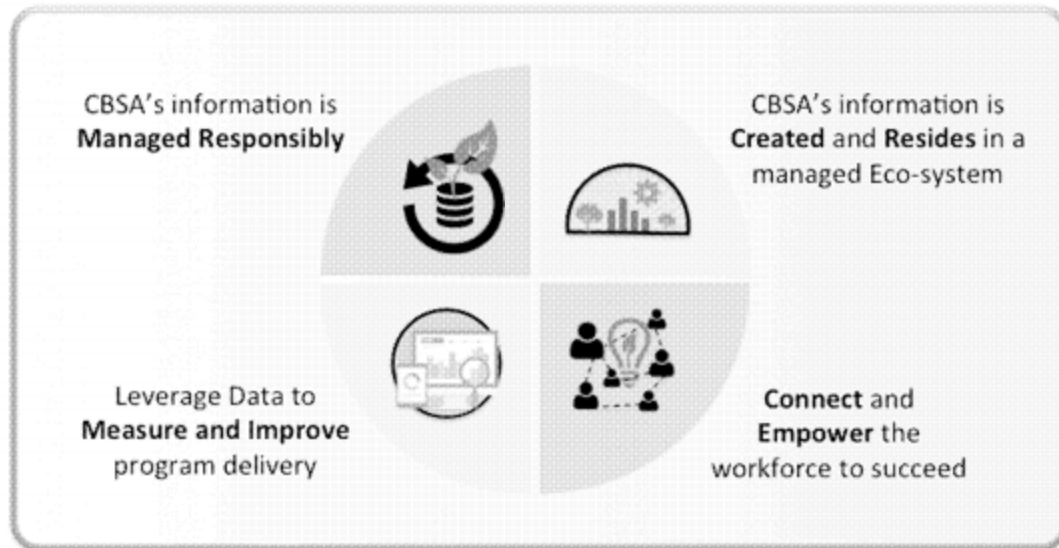 CBSA's information is
Managed Responsibly
CBSA's information is
Created and Resides in a
managed Eco-system
Leverage Data to
Measure and Improve
program delivery
Connect and
Empower the
workforce to succeed